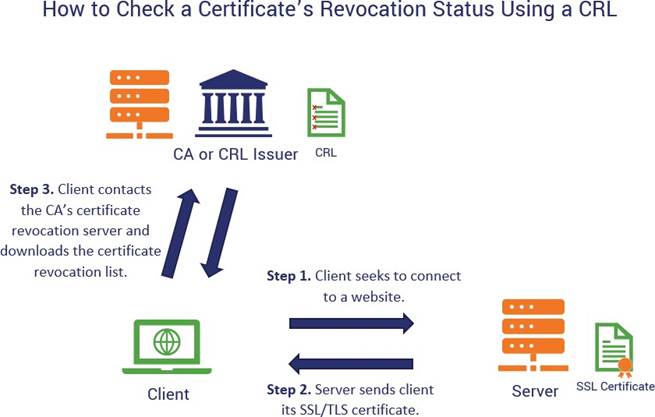 How to Check a Certificate's Revocation Status Using a CRL
CA or CRL Issuer
CRL
Step 3. Client contacts
the CA's certificate
revocation server and
downloads the certificate
revocation list.
Step 1. Client seeks to connect
to a website.
Client
Step 2. Server sends client
its SSL/TLS certificate.
Server
SSL Certificate